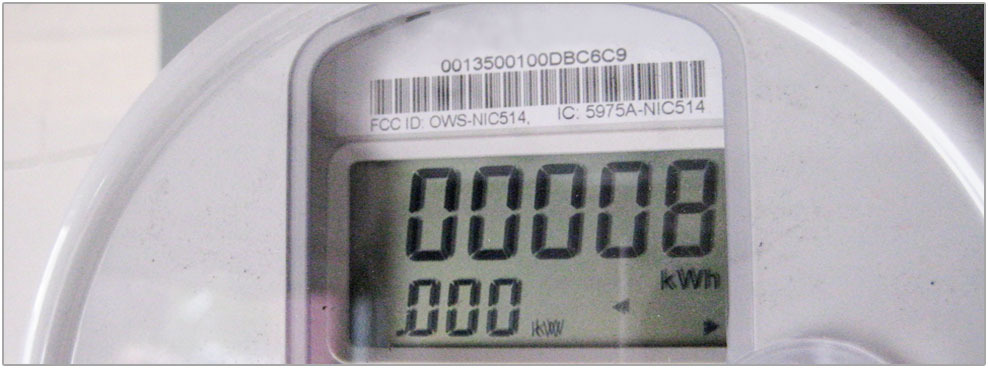 0013500100DBC6C9
FCC ID: OWS-NIC514, IC: 5975A-NIC514
00008
kWh
.000 kW